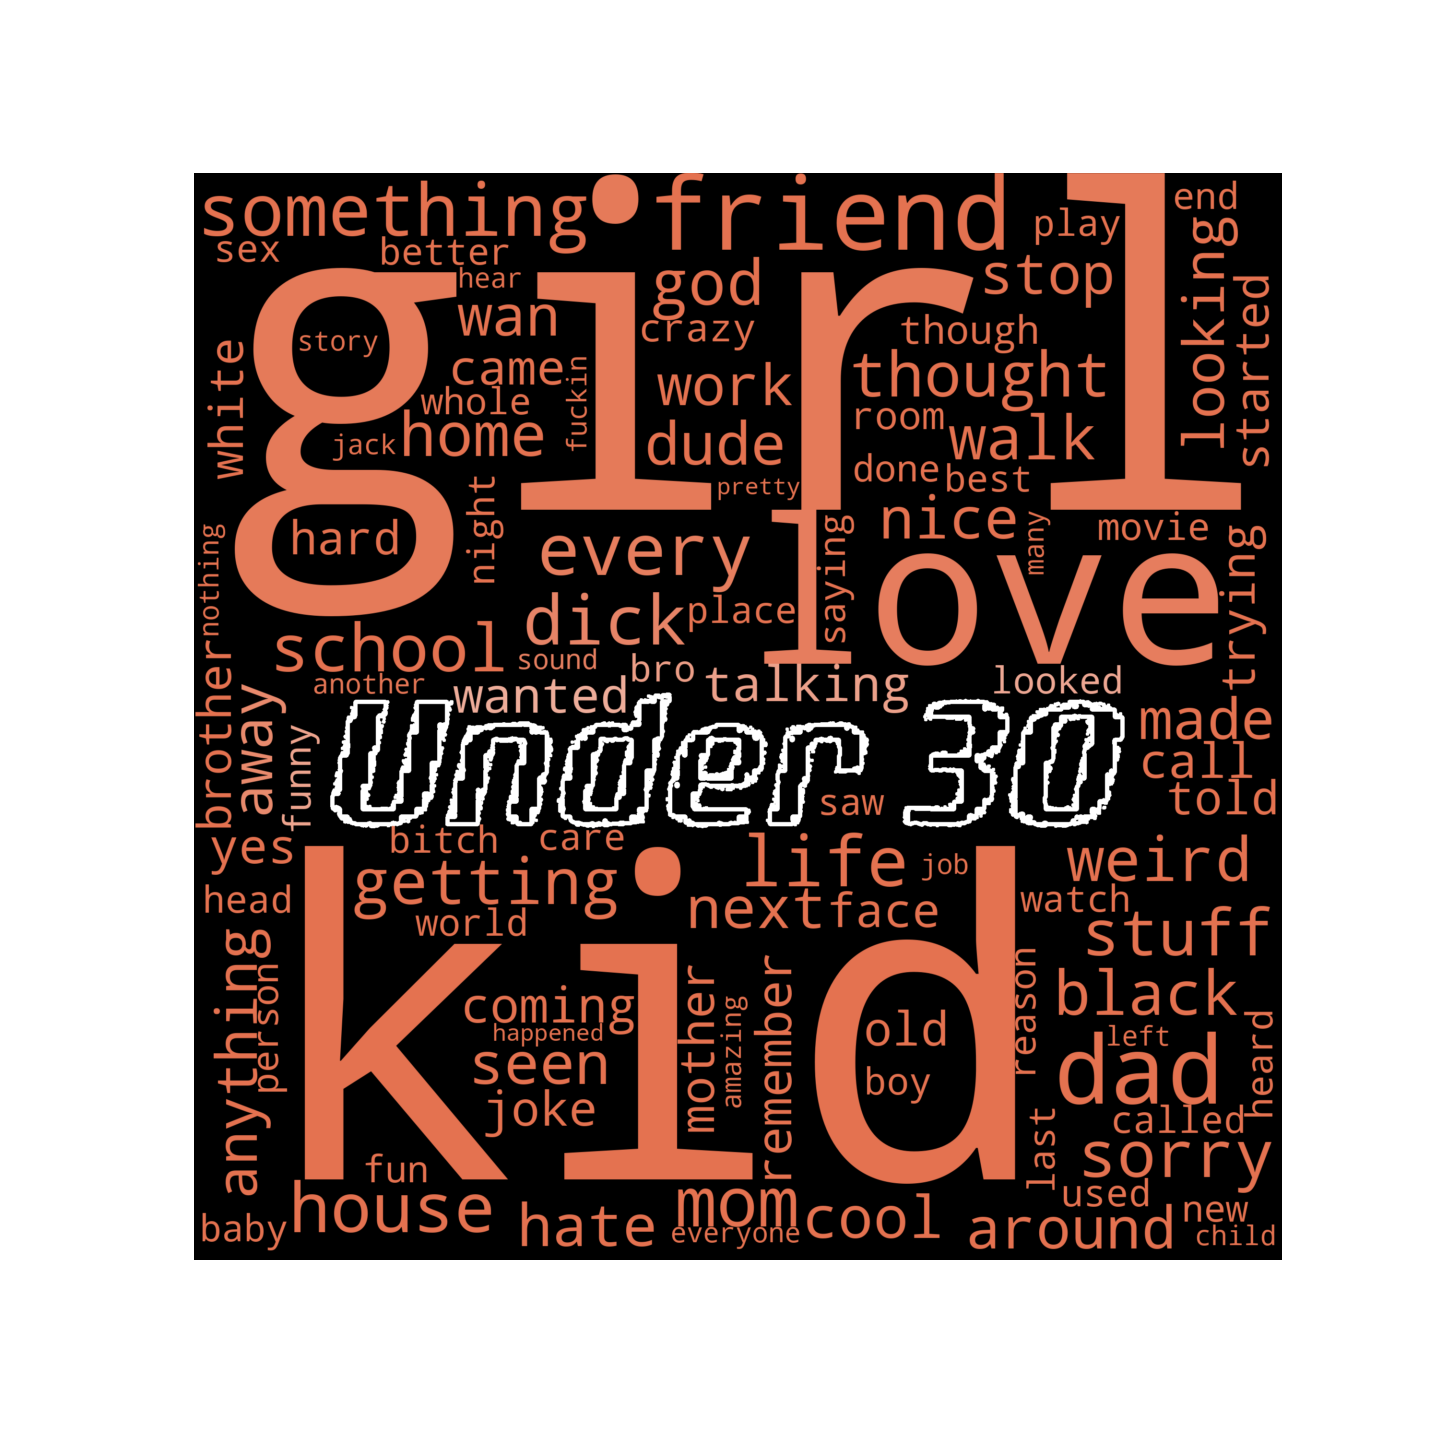 something
friend
play
end
sex
better
hear
god
stop
looking
girl
wan
crazy
though
started
story
white
came
whole
fuckin
work
thought
room
walk
jack
home
dude
done
best
pretty
night
hard
every
nice
many
movie
love
saying
trying
nothing
dick
place
school
sound
bro
another
wanted
talking
looked
brother
away
funny
Under 30
made
call
told
saw
yes
bitch
care
life
job
weird
getting
head
world
next
face
watch
stuff
kid
anything
person
coming
happened
mother
amazing
remember
old
reason
black
left
heard
seen
joke
boy
dad
called
last
sorry
fun
house
hate
mom
everyone
cool
used
around
new
baby
child